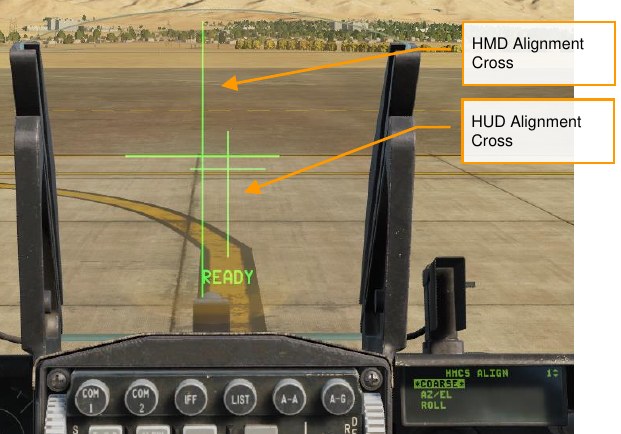 HMD Alignment
Cross
HUD Alignment
Cross
READY
HMCS ALIGN 1
*COARSE*
AZ/EL
ROLL
COM
1
COM
2
IFF
LIST
A-A
A-G